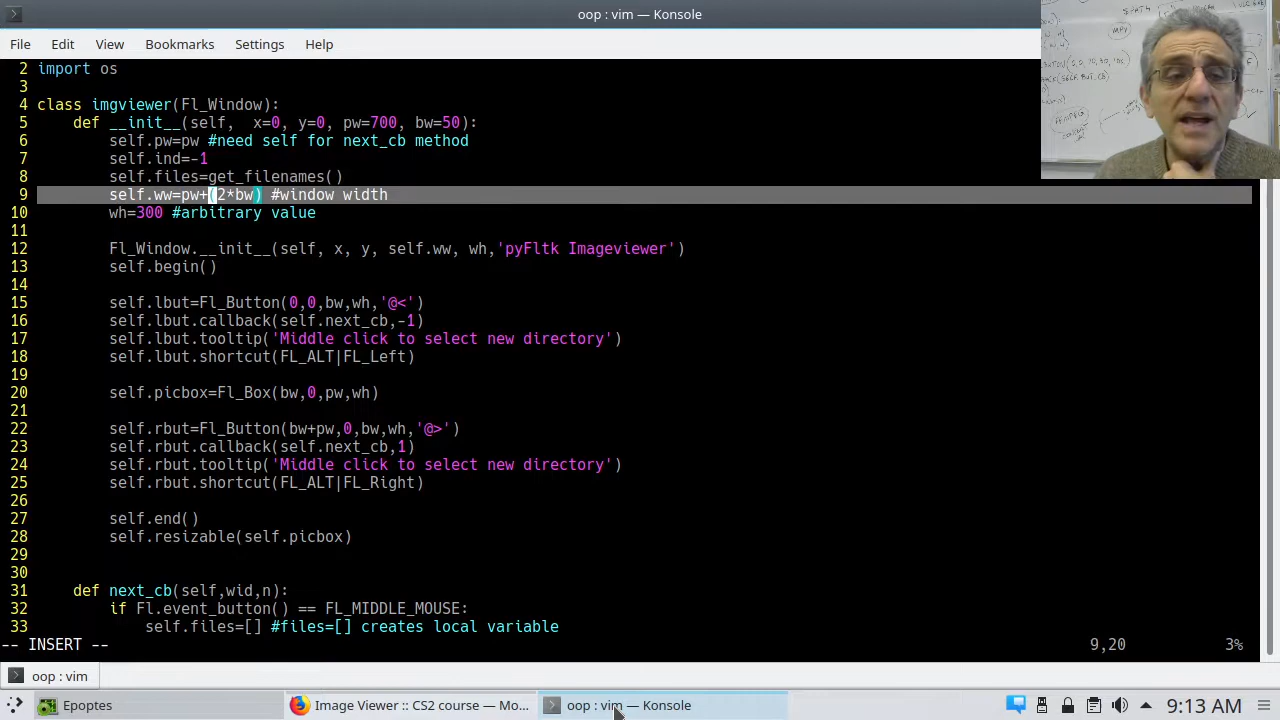 oop : vim — Konsole
File Edit View Bookmarks Settings Help
2 import os
3
4 class imgviewer(Fl_Window):
5 def __init__(self,  x=0, y=0, pw=700, bw=50):
6 self.pw=pw #need self for next_cb method
7 self.ind=-1
8 self.files=get_filenames()
9 self.ww=pw+(2*bw) #window width
10 wh=300 #arbitrary value
11
12 Fl_Window.__init__(self, x, y, self.ww, wh,'pyFltk Imageviewer')
13 self.begin()
14
15 self.lbut=Fl_Button(0,0,bw,wh,'@<')
16 self.lbut.callback(self.next_cb,-1)
17 self.lbut.tooltip('Middle click to select new directory')
18 self.lbut.shortcut(FL_ALT|FL_Left)
19
20 self.picbox=Fl_Box(bw,0,pw,wh)
21
22 self.rbut=Fl_Button(bw+pw,0,bw,wh,'@>')
23 self.rbut.callback(self.next_cb,1)
24 self.rbut.tooltip('Middle click to select new directory')
25 self.rbut.shortcut(FL_ALT|FL_Right)
26
27 self.end()
28 self.resizable(self.picbox)
29
30
31 def next_cb(self,wid,n):
32 if Fl.event_button() == FL_MIDDLE_MOUSE:
33 self.files=[] #files=[] creates local variable
-- INSERT -- 9,20 3%
oop : vim
Epoptes Image Viewer :: CS2 course — Mo... oop : vim — Konsole 9:13 AM